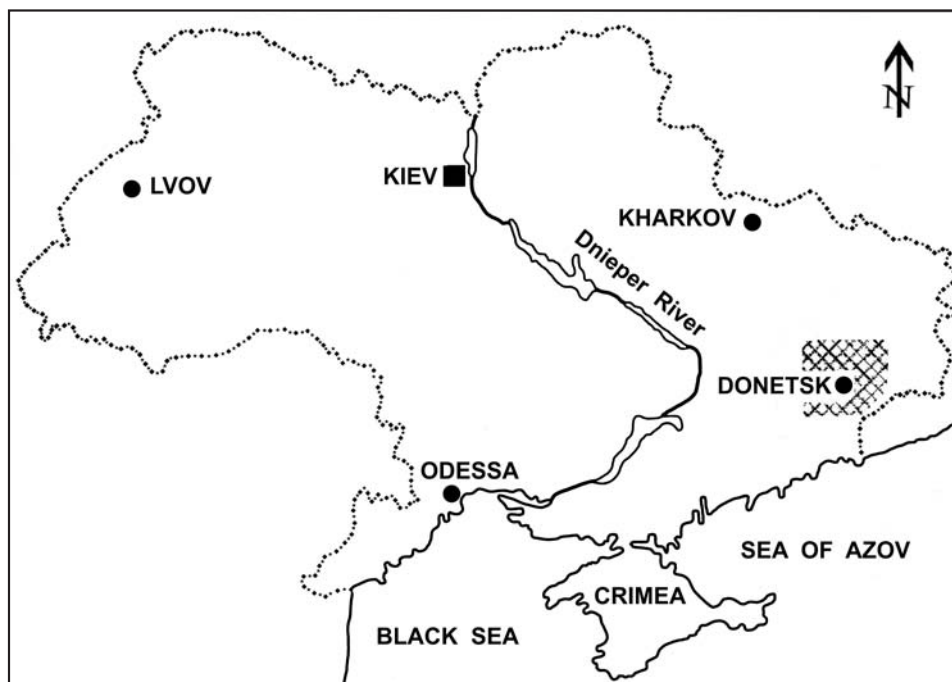 N
LVOV
KIEV
KHARKOV
Dnieper River
DONETSK
ODESSA
SEA OF AZOV
CRIMEA
BLACK SEA